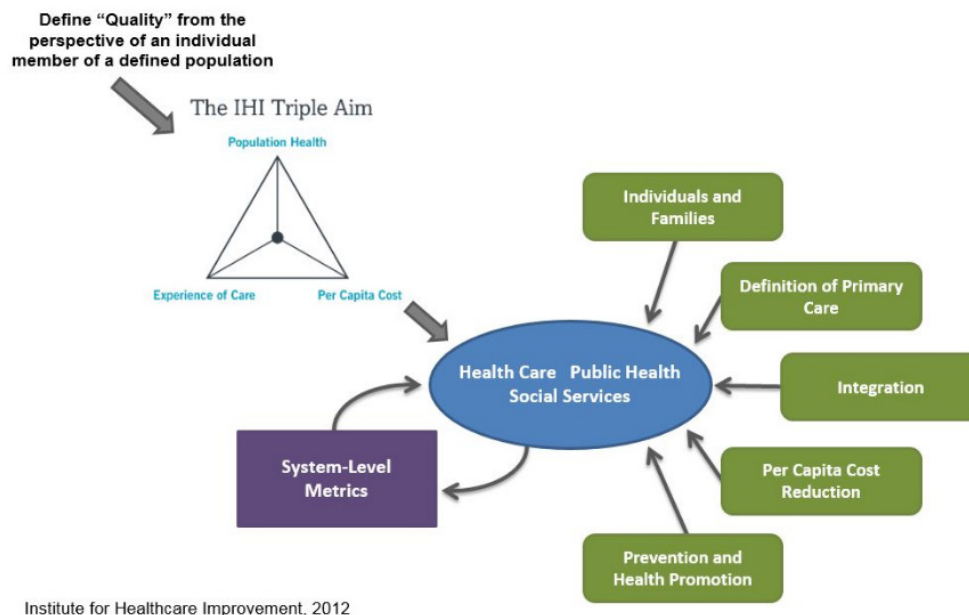 Define “Quality” from the
perspective of an individual
member of a defined population
The IHI Triple Aim
Population Health
Experience of Care
Per Capita Cost
Individuals and
Families
Definition of Primary
Care
Health Care Public Health
Social Services
Integration
System-Level
Metrics
Per Capita Cost
Reduction
Prevention and
Health Promotion
Institute for Healthcare Improvement, 2012